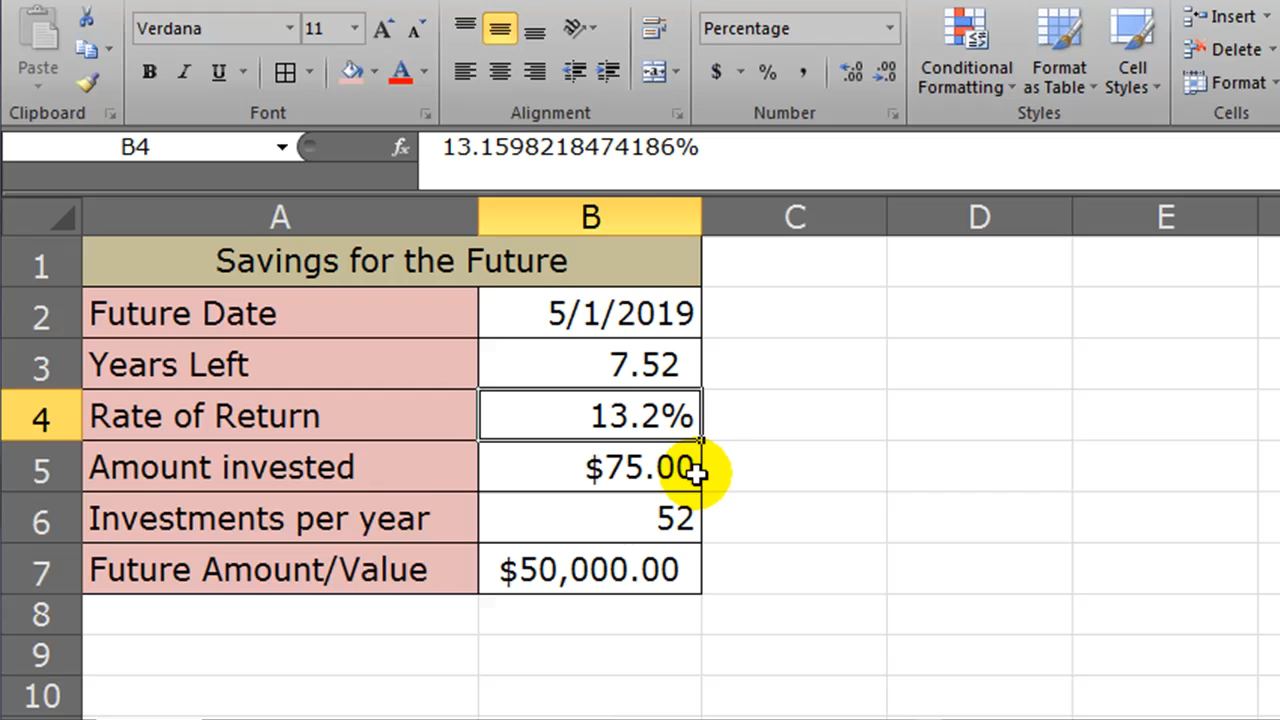 Verdana 11 Percentage Insert
Delete
Paste B I U A $ % , Conditional Format Cell Format
Formatting as Table Styles
Clipboard Font Alignment Number Styles Cells
B4 fx 13.1598218474186%
A B C D E
1 Savings for the Future
2 Future Date 5/1/2019
3 Years Left 7.52
4 Rate of Return 13.2%
5 Amount invested $75.00
6 Investments per year 52
7 Future Amount/Value $50,000.00
8
9
10